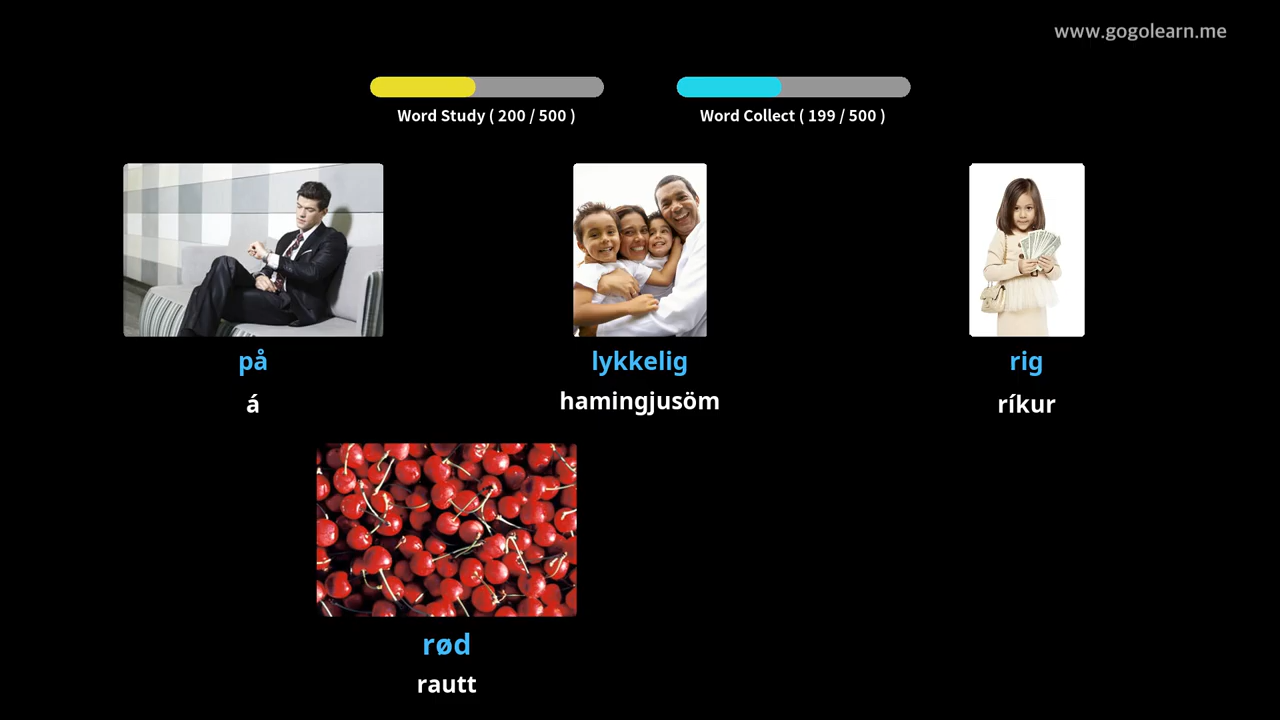 www.gogolearn.me
Word Study ( 200 / 500 )
Word Collect ( 199 / 500 )
på
lykkelig
rig
á
hamingjusöm
ríkur
rød
rautt